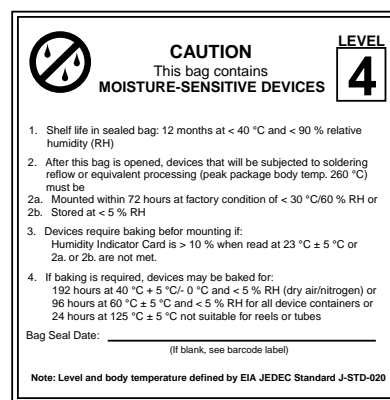 LEVEL
CAUTION
This bag contains
MOISTURE-SENSITIVE DEVICES
4
1. Shelf life in sealed bag: 12 months at < 40 °C and < 90 % relative
humidity (RH)
2. After this bag is opened, devices that will be subjected to soldering
reflow or equivalent processing (peak package body temp. 260 °C)
must be
2a. Mounted within 72 hours at factory condition of < 30 °C/60 % RH or
2b. Stored at < 5 % RH
3. Devices require baking befor mounting if:
Humidity Indicator Card is > 10 % when read at 23 °C ± 5 °C or
2a. or 2b. are not met.
4. If baking is required, devices may be baked for:
192 hours at 40 °C + 5 °C/- 0 °C and < 5 % RH (dry air/nitrogen) or
96 hours at 60 °C ± 5 °C and < 5 % RH for all device containers or
24 hours at 125 °C ± 5 °C not suitable for reels or tubes
Bag Seal Date:
(If blank, see barcode label)
Note: Level and body temperature defined by EIA JEDEC Standard J-STD-020